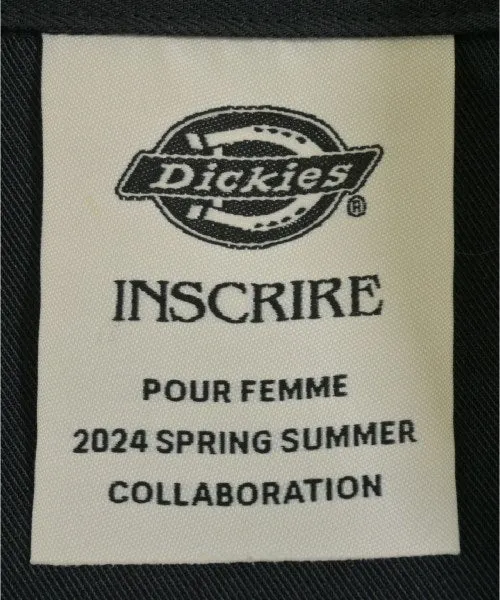 Dickies
®
INSCRIRE
POUR FEMME
2024 SPRING SUMMER
COLLABORATION